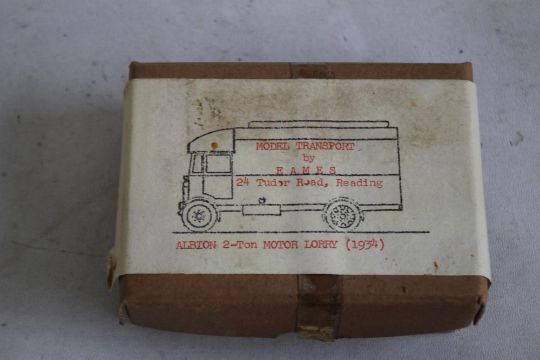 MODEL TRANSPORT
by
E A M E S
24 Tudor Road, Reading
ALBION 2-Ton MOTOR LORRY (1934)